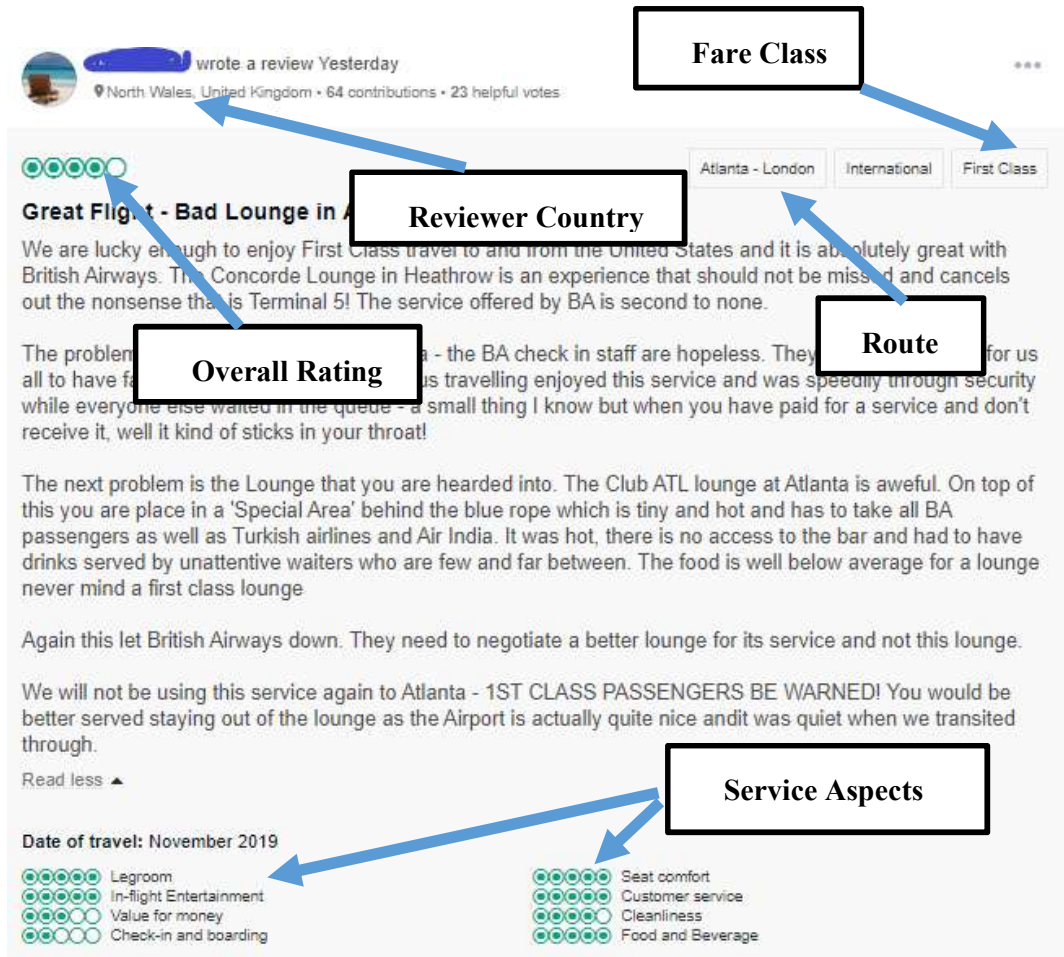 Fare Class
wrote a review Yesterday
North Wales, United Kingdom • 64 contributions • 23 helpful votes
Atlanta - London International First Class
Reviewer Country
Great Flight - Bad Lounge in
We are lucky enough to enjoy First Class travel to and from the United States and it is absolutely great with
British Airways. The Concorde Lounge in Heathrow is an experience that should not be missed and cancels
out the nonsense that is Terminal 5! The service offered by BA is second to none.
Route
Overall Rating
The problem - the BA check in staff are hopeless. They for us
all to have us travelling enjoyed this service and was speedily through security
while everyone else waited in the queue - a small thing I know but when you have paid for a service and don't
receive it, well it kind of sticks in your throat!
The next problem is the Lounge that you are hearded into. The Club ATL lounge at Atlanta is aweful. On top of
this you are place in a 'Special Area' behind the blue rope which is tiny and hot and has to take all BA
passengers as well as Turkish airlines and Air India. It was hot, there is no access to the bar and had to have
drinks served by unattentive waiters who are few and far between. The food is well below average for a lounge
never mind a first class lounge
Again this let British Airways down. They need to negotiate a better lounge for its service and not this lounge.
We will not be using this service again to Atlanta - 1ST CLASS PASSENGERS BE WARNED! You would be
better served staying out of the lounge as the Airport is actually quite nice andit was quiet when we transited
through.
Read less
Service Aspects
Date of travel: November 2019
Legroom Seat comfort
In-flight Entertainment Customer service
Value for money Cleanliness
Check-in and boarding Food and Beverage